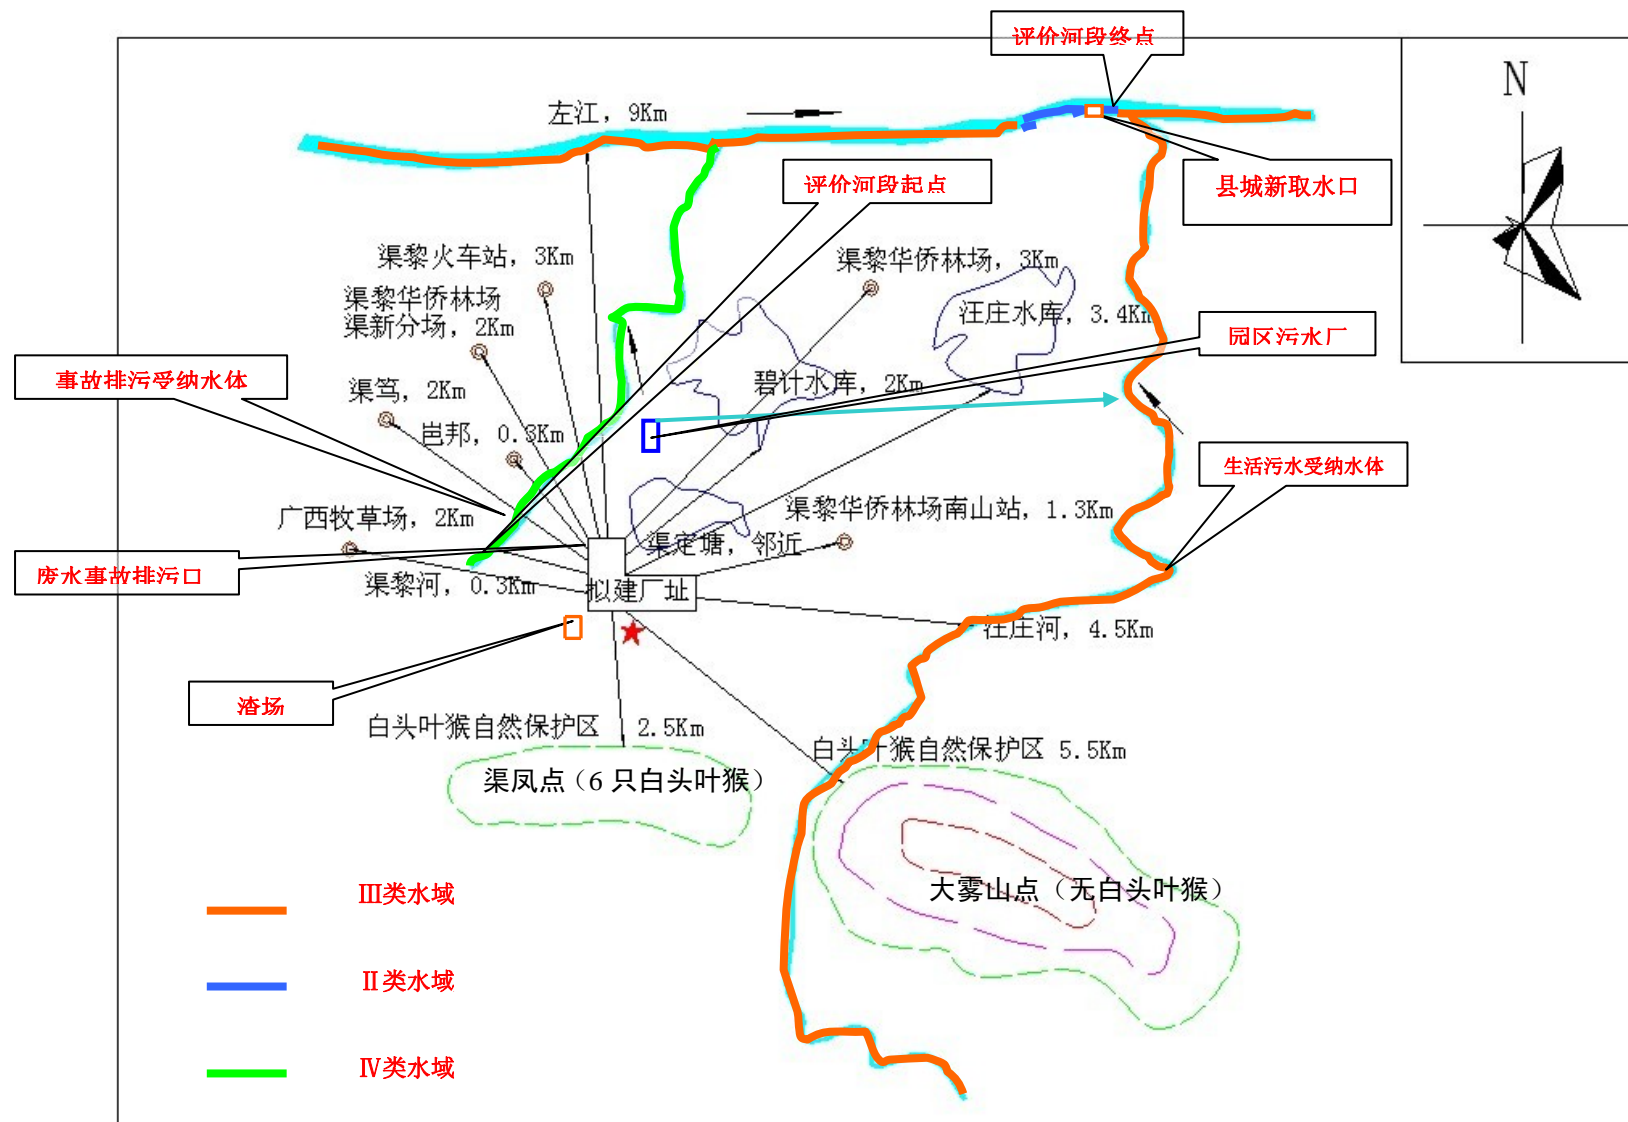 评价河段终点
N
左江，9Km
评价河段起点
县城新取水口
渠黎火车站，3Km
渠黎华侨林场，3Km
渠黎华侨林场
渠新分场，2Km
汪庄水库，3.4Km
园区污水厂
事故排污受纳水体
渠笃，2Km
碧计水库，2Km
岜邦，0.3Km
生活污水受纳水体
广西牧草场，2Km
渠黎华侨林场南山站，1.3Km
渠定塘，邻近
废水事故排污口
渠黎河，0.3Km
拟建厂址
汪庄河，4.5Km
渣场
白头叶猴自然保护区 2.5Km
白头叶猴自然保护区 5.5Km
渠凤点（6 只白头叶猴）
大雾山点（无白头叶猴）
Ⅲ类水域
Ⅱ类水域
Ⅳ类水域